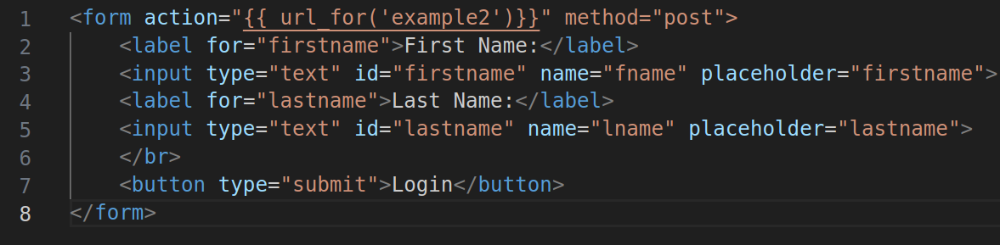 1 <form action="{{ url_for('example2')}}" method="post">
2     <label for="firstname">First Name:</label>
3     <input type="text" id="firstname" name="fname" placeholder="firstname">
4     <label for="lastname">Last Name:</label>
5     <input type="text" id="lastname" name="lname" placeholder="lastname">
6     </br>
7     <button type="submit">Login</button>
8 </form>